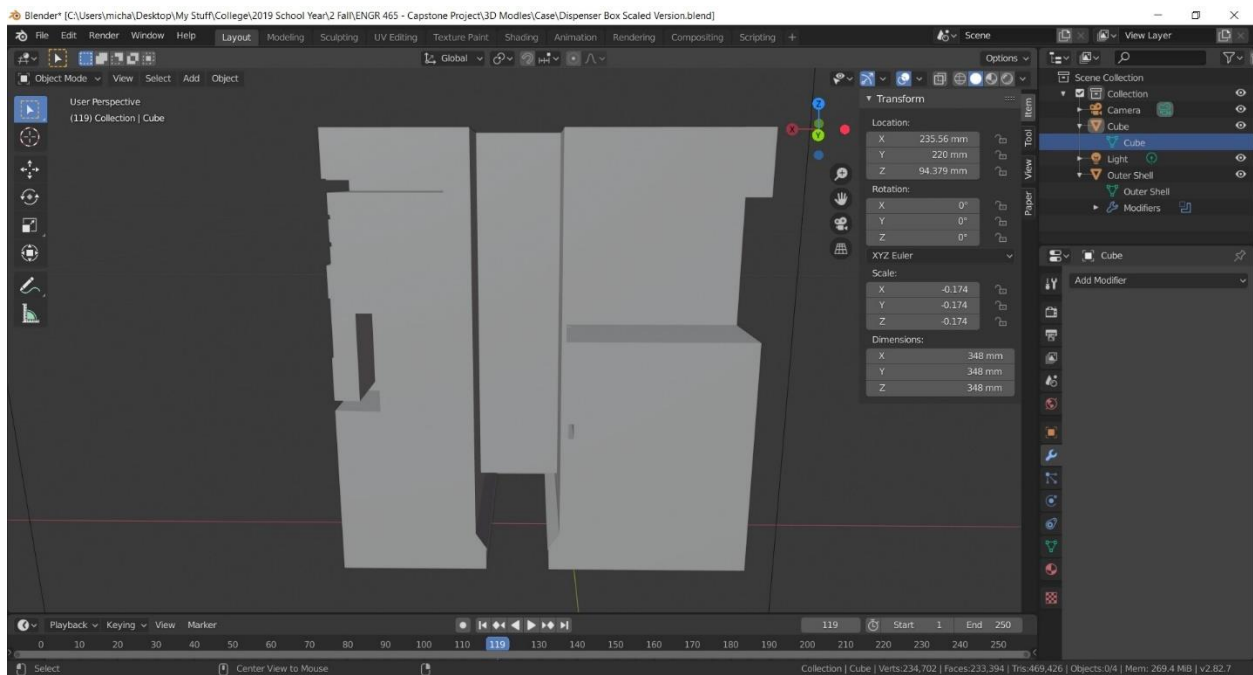 Blender* [C:\Users\micha\Desktop\My Stuff\College\2019 School Year\2 Fall\ENGR 465 - Capstone Project\3D Modles\Case\Dispenser Box Scaled Version.blend]
File Edit Render Window Help Layout Modeling Sculpting UV Editing Texture Paint Shading Animation Rendering Compositing Scripting + Scene View Layer
Global Options
Object Mode View Select Add Object
User Perspective
(119) Collection | Cube
Z
X
Y
Transform
Location:
X 235.56 mm
Y 220 mm
Z 94.379 mm
Rotation:
X 0°
Y 0°
Z 0°
XYZ Euler
Scale:
X -0.174
Y -0.174
Z -0.174
Dimensions:
X 348 mm
Y 348 mm
Z 348 mm
Item
Tool
View
Paper
Scene Collection
Collection
Camera
Cube
Cube
Light
Outer Shell
Outer Shell
Modifiers
Cube
Add Modifier
Playback Keying View Marker 119 Start 1 End 250
0 10 20 30 40 50 60 70 80 90 100 110 119 130 140 150 160 170 180 190 200 210 220 230 240 250
Select Center View to Mouse Collection | Cube | Verts:234,702 | Faces:233,394 | Tris:469,426 | Objects:0/4 | Mem: 269.4 MiB | v2.82.7